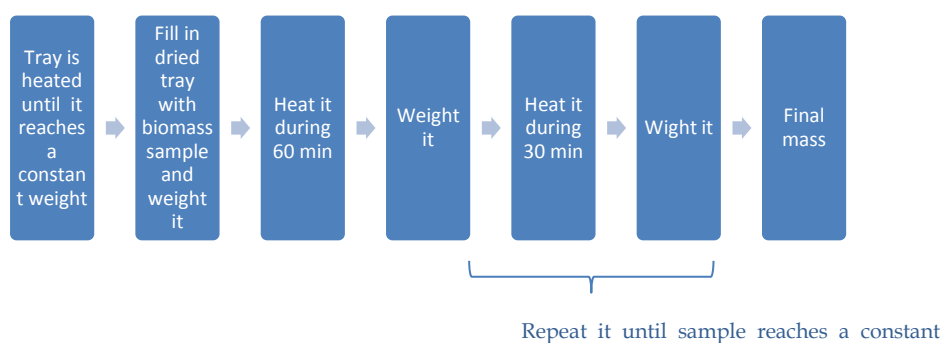 Tray is
heated
until it
reaches
a
constan
t weight
Fill in
dried
tray
with
biomass
sample
and
weight
it
Heat it
during
60 min
Weight
it
Heat it
during
30 min
Wight it
Final
mass
Repeat it until sample reaches a constant